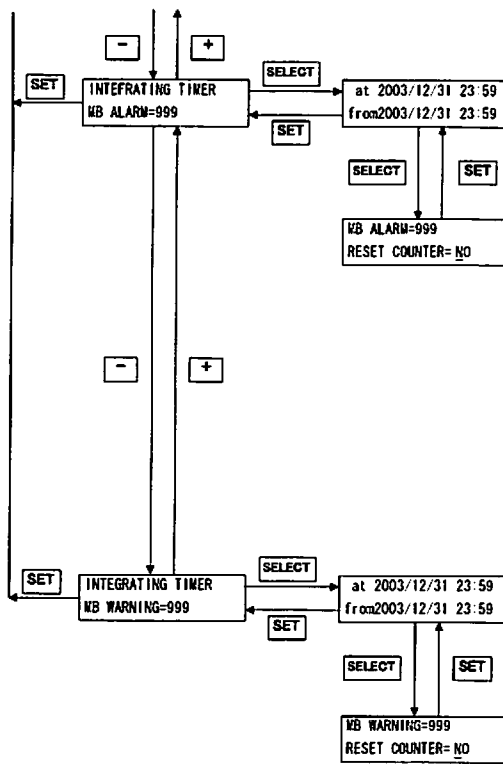 -
+
SET
INTEFRATING TIMER
MB ALARM=999
SELECT
SET
at 2003/12/31 23:59
from2003/12/31 23:59
SELECT
SET
MB ALARM=999
RESET COUNTER= NO
-
+
SET
INTEGRATING TIMER
MB WARNING=999
SELECT
SET
at 2003/12/31 23:59
from2003/12/31 23:59
SELECT
SET
MB WARNING=999
RESET COUNTER= NO